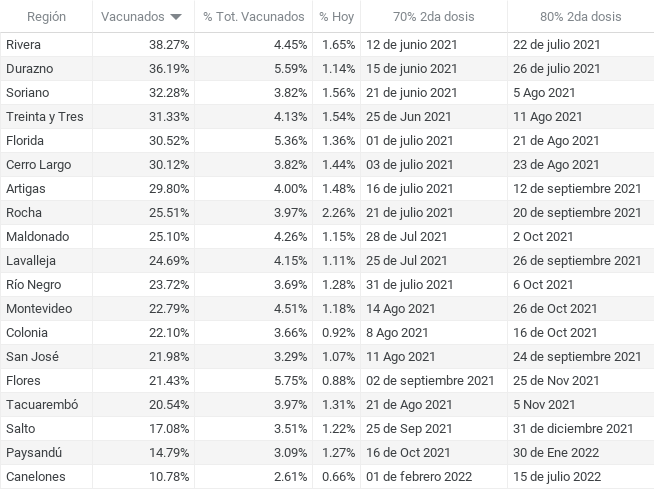 Región Vacunados % Tot. Vacunados % Hoy 70% 2da dosis 80% 2da dosis
Rivera 38.27% 4.45% 1.65% 12 de junio 2021 22 de julio 2021
Durazno 36.19% 5.59% 1.14% 15 de junio 2021 26 de julio 2021
Soriano 32.28% 3.82% 1.56% 21 de junio 2021 5 Ago 2021
Treinta y Tres 31.33% 4.13% 1.54% 25 de Jun 2021 11 Ago 2021
Florida 30.52% 5.36% 1.36% 01 de julio 2021 21 de Ago 2021
Cerro Largo 30.12% 3.82% 1.44% 03 de julio 2021 23 de Ago 2021
Artigas 29.80% 4.00% 1.48% 16 de julio 2021 12 de septiembre 2021
Rocha 25.51% 3.97% 2.26% 21 de julio 2021 20 de septiembre 2021
Maldonado 25.10% 4.26% 1.15% 28 de Jul 2021 2 Oct 2021
Lavalleja 24.69% 4.15% 1.11% 25 de Jul 2021 26 de septiembre 2021
Río Negro 23.72% 3.69% 1.28% 31 de julio 2021 6 Oct 2021
Montevideo 22.79% 4.51% 1.18% 14 Ago 2021 26 de Oct 2021
Colonia 22.10% 3.66% 0.92% 8 Ago 2021 16 de Oct 2021
San José 21.98% 3.29% 1.07% 11 Ago 2021 24 de septiembre 2021
Flores 21.43% 5.75% 0.88% 02 de septiembre 2021 25 de Nov 2021
Tacuarembó 20.54% 3.97% 1.31% 21 de Ago 2021 5 Nov 2021
Salto 17.08% 3.51% 1.22% 25 de Sep 2021 31 de diciembre 2021
Paysandú 14.79% 3.09% 1.27% 16 de Oct 2021 30 de Ene 2022
Canelones 10.78% 2.61% 0.66% 01 de febrero 2022 15 de julio 2022